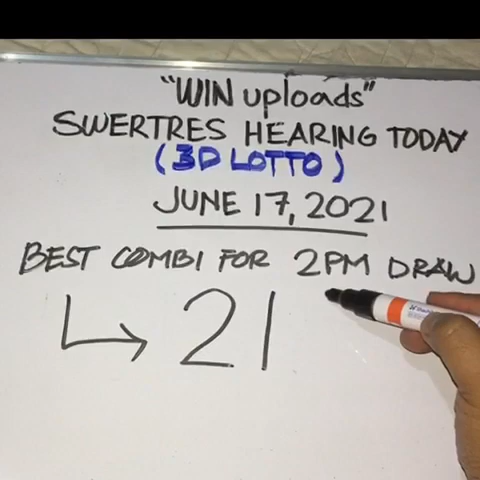 "WIN uploads"
SWERTRES HEARING TODAY
(3D LOTTO)
JUNE 17, 2021
BEST COMBI FOR 2PM DRAW
21